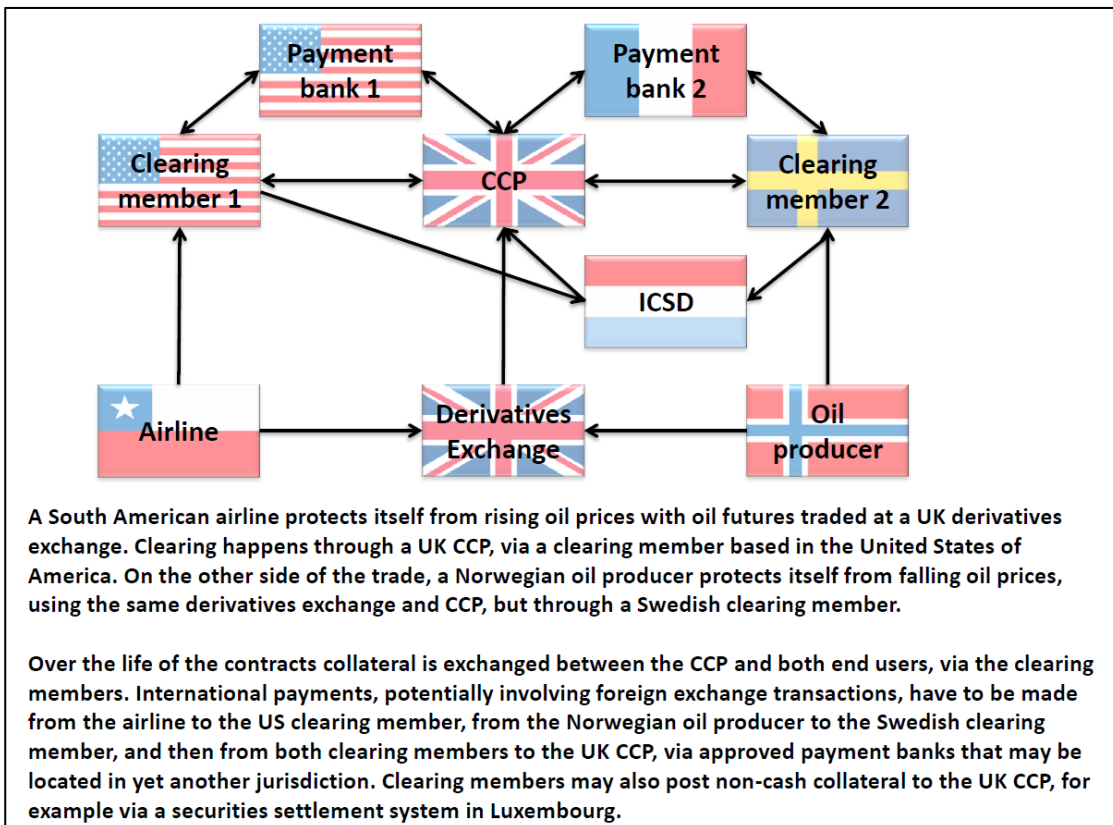 Payment
bank 1
Payment
bank 2
Clearing
member 1
CCP
Clearing
member 2
ICSD
Airline
Derivatives
Exchange
Oil
producer
A South American airline protects itself from rising oil prices with oil futures traded at a UK derivatives
exchange. Clearing happens through a UK CCP, via a clearing member based in the United States of
America. On the other side of the trade, a Norwegian oil producer protects itself from falling oil prices,
using the same derivatives exchange and CCP, but through a Swedish clearing member.
Over the life of the contracts collateral is exchanged between the CCP and both end users, via the clearing
members. International payments, potentially involving foreign exchange transactions, have to be made
from the airline to the US clearing member, from the Norwegian oil producer to the Swedish clearing
member, and then from both clearing members to the UK CCP, via approved payment banks that may be
located in yet another jurisdiction. Clearing members may also post non-cash collateral to the UK CCP, for
example via a securities settlement system in Luxembourg.